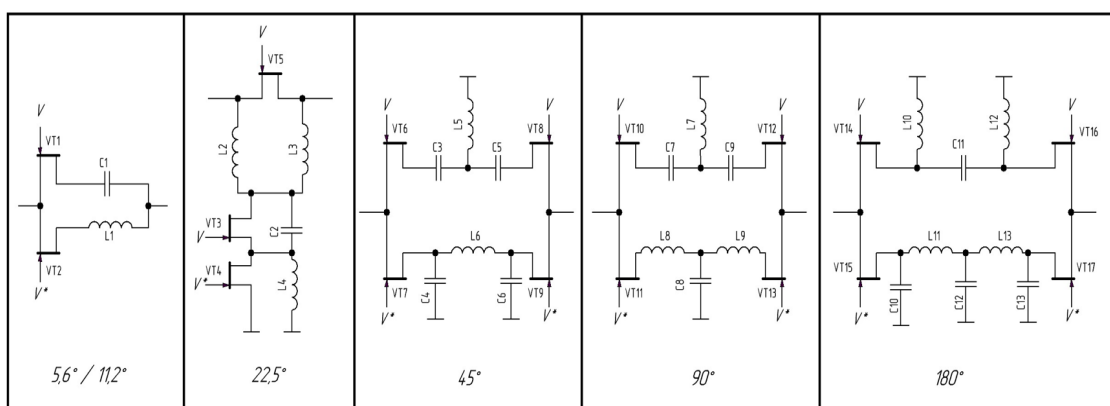 V
VT1
C1
L1
VT2
V*
5,6° / 11,2°
V
VT5
L2
L3
VT3
V
C2
VT4
V*
L4
22,5°
V
V
VT6
L5
VT8
C3
C5
L6
VT7
C4
C6
VT9
V*
V*
45°
V
V
VT10
L7
VT12
C7
C9
L8
L9
VT11
C8
VT13
V*
V*
90°
V
V
VT14
L10
L12
VT16
C11
L11
L13
VT15
C10
C12
C13
VT17
V*
V*
180°